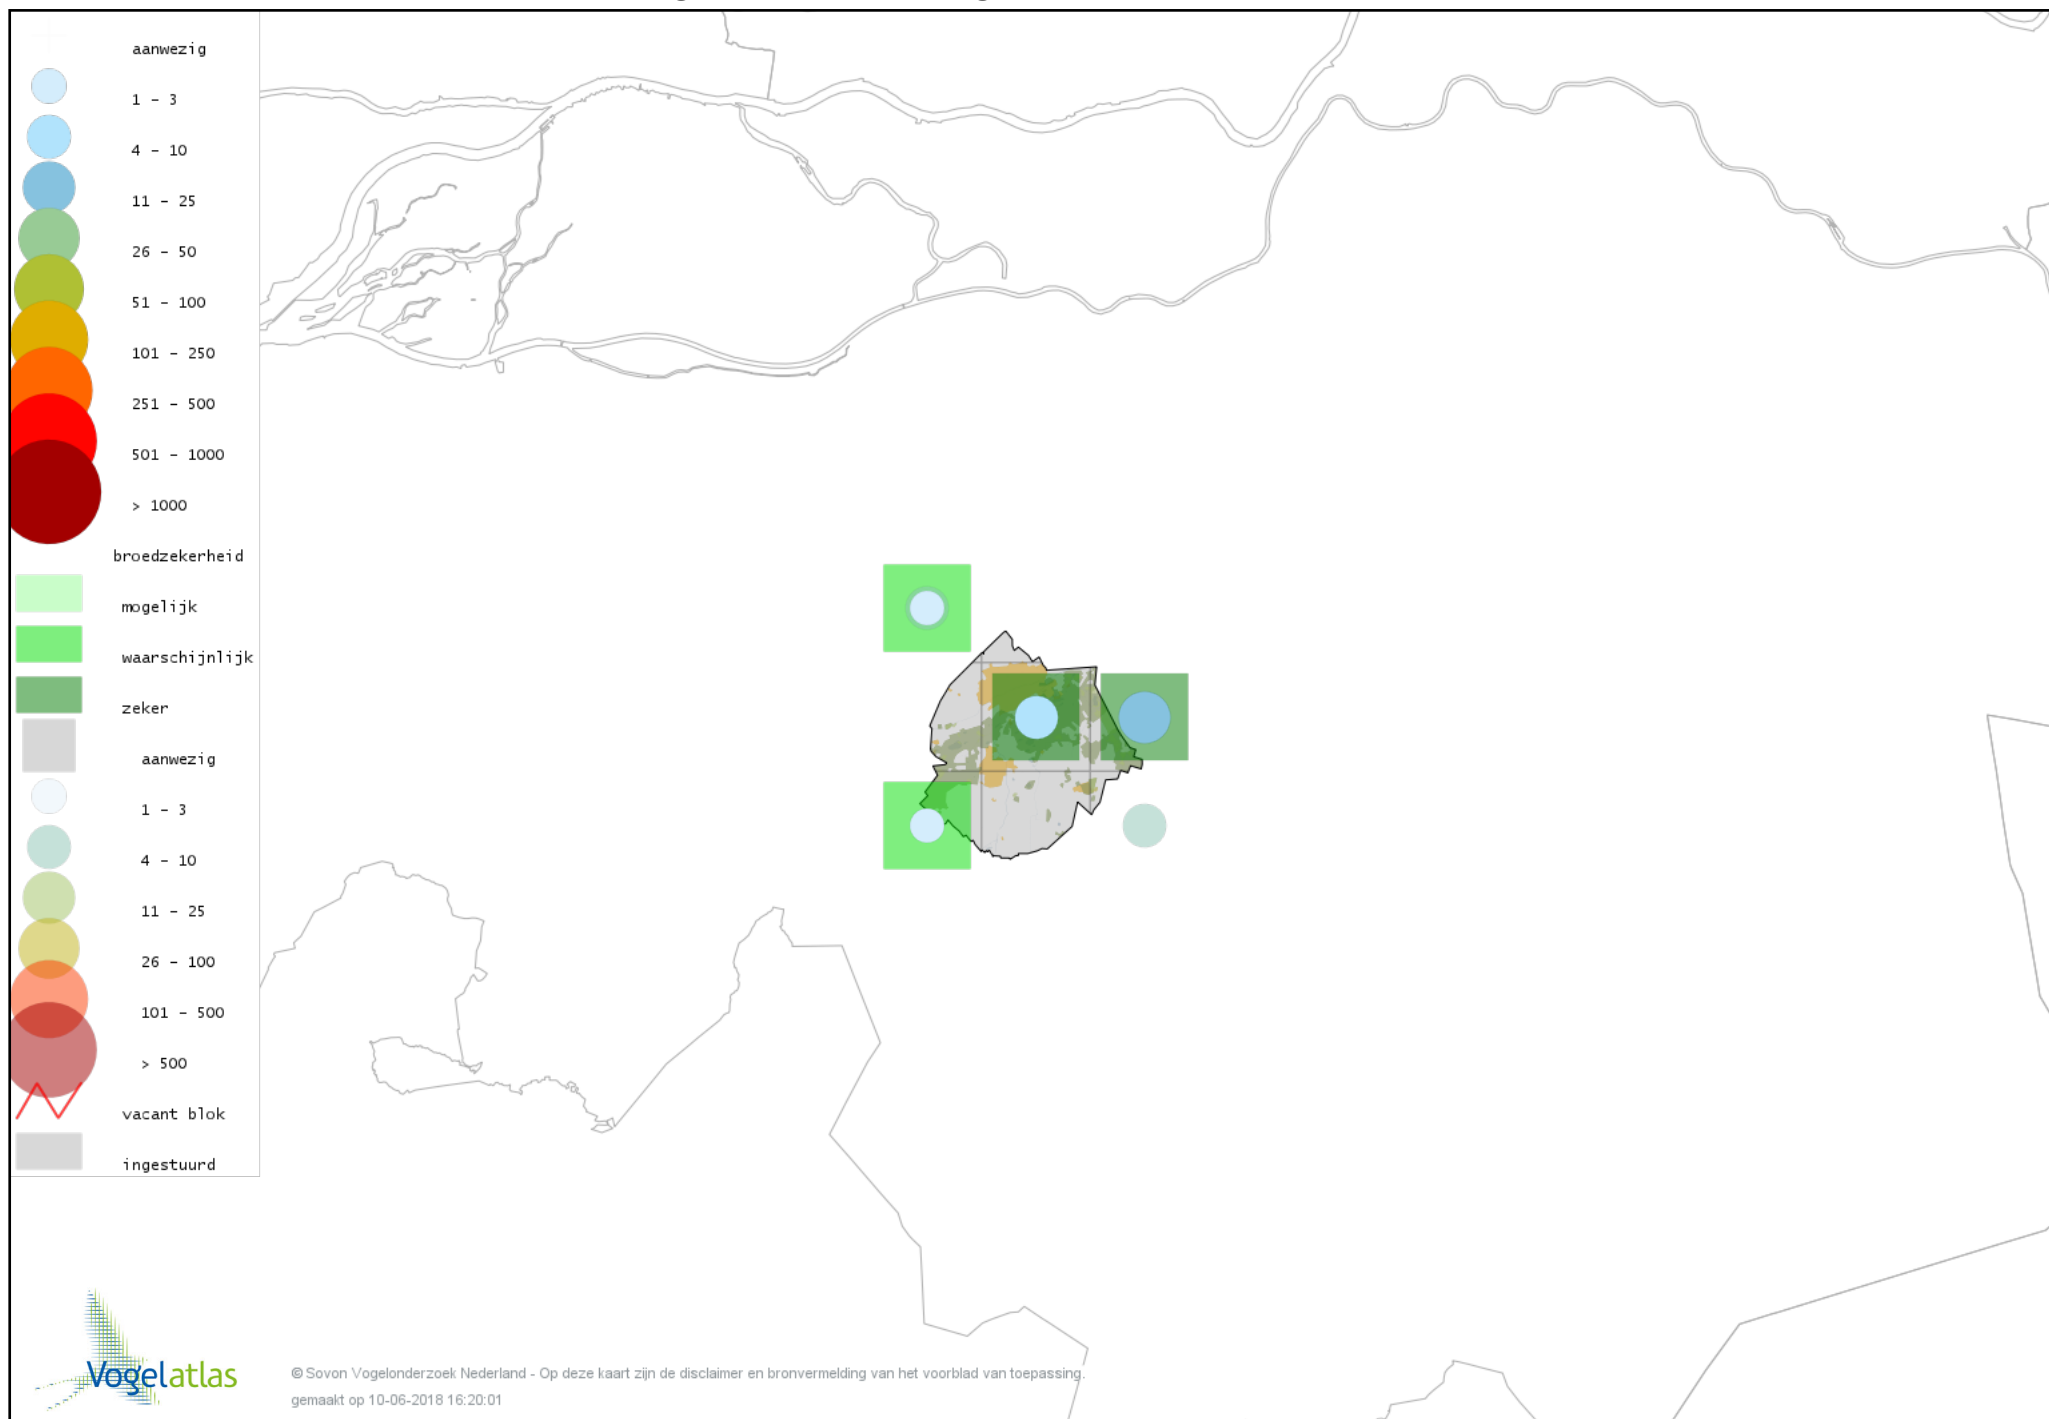 aanwezig
1 - 3
4 - 10
11 - 25
26 - 50
51 - 100
101 - 250
251 - 500
501 - 1000
> 1000
broedzekerheid
mogelijk
waarschijnlijk
zeker
aanwezig
1 - 3
4 - 10
11 - 25
26 - 100
101 - 500
> 500
vacant blok
ingestuurd
Vogelatlas
© Sovon Vogelonderzoek Nederland - Op deze kaart zijn de disclaimer en bronvermelding van het voorblad van toepassing.
gemaakt op 10-06-2018 16:20:01